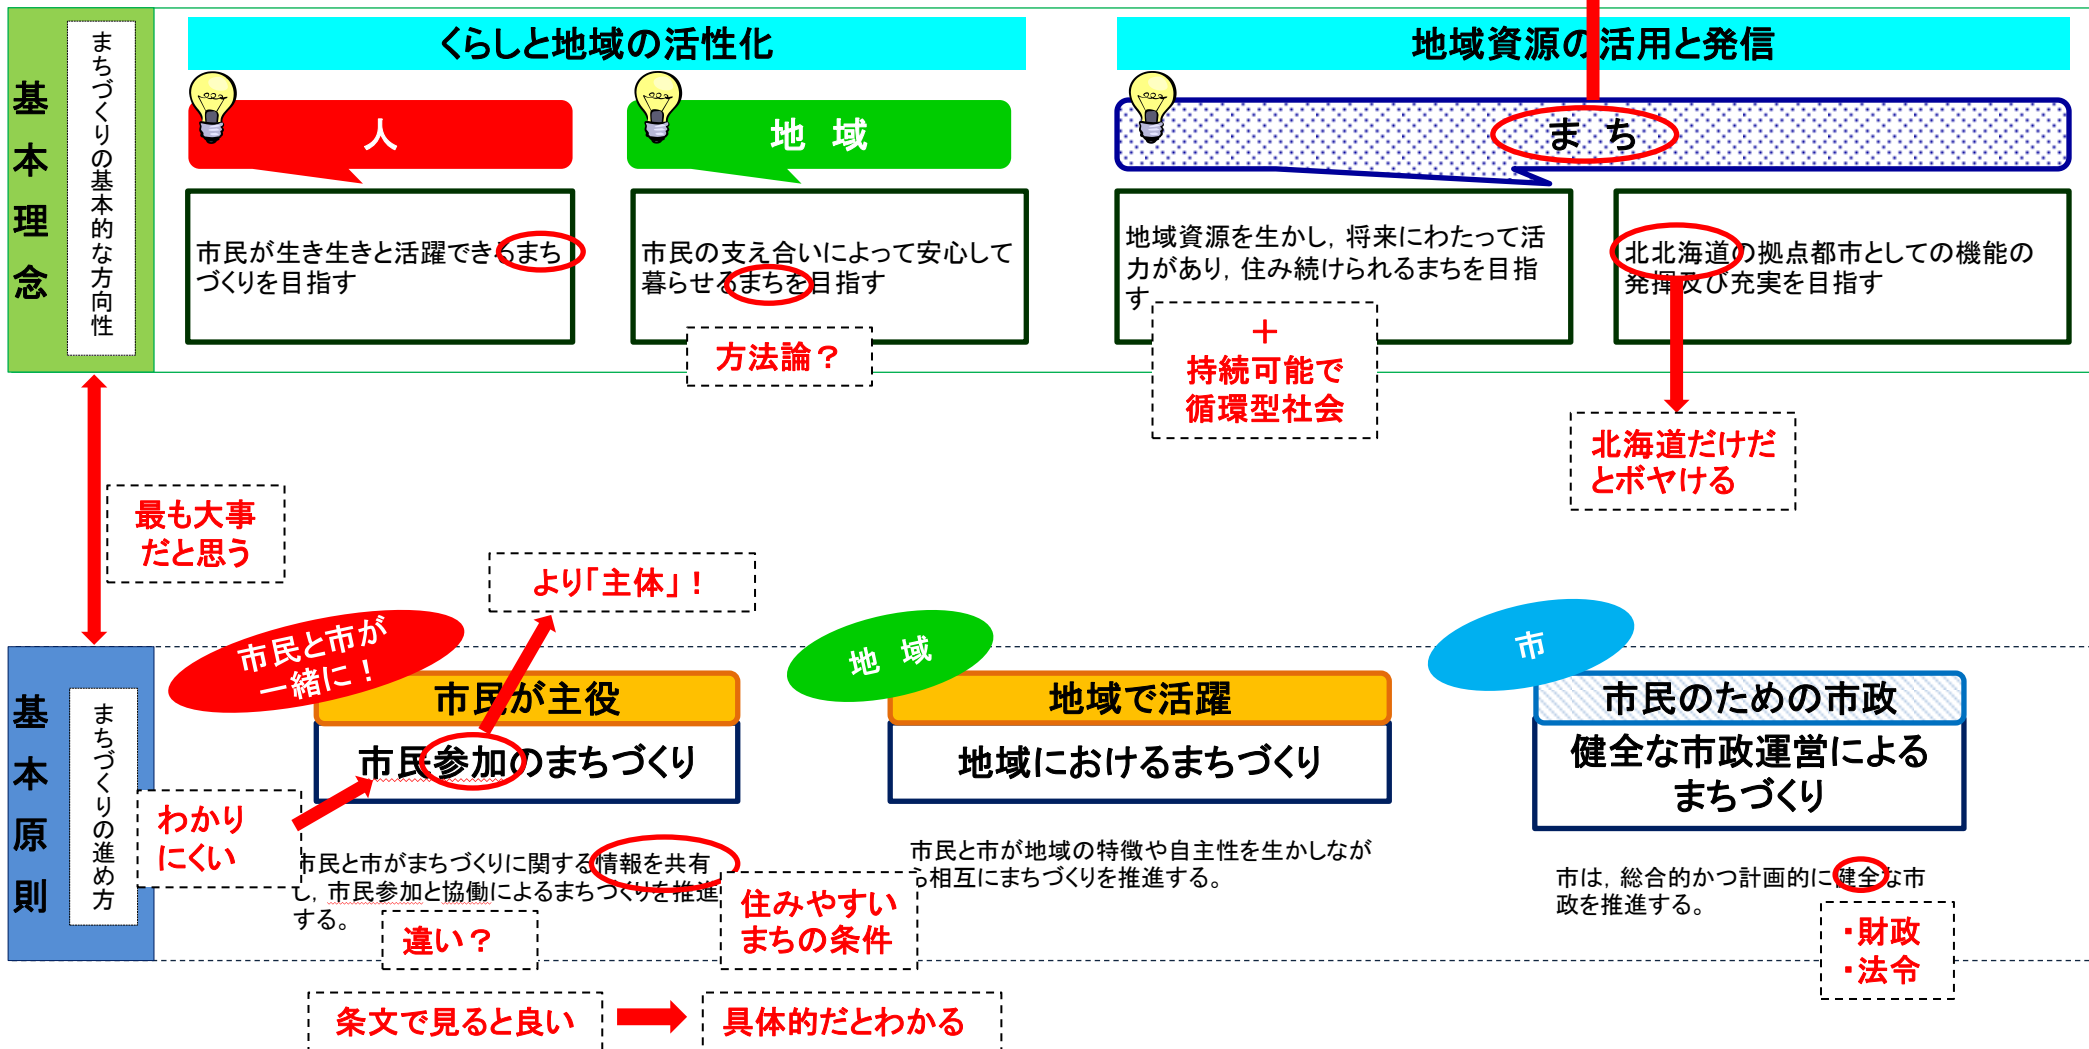 基本理念
まちづくりの基本的な方向性
くらしと地域の活性化
地域資源の活用と発信
人
地 域
ま ち
市民が生き生きと活躍できるまち
づくりを目指す
市民の支え合いによって安心して
暮らせるまちを目指す
地域資源を生かし，将来にわたって活
力があり，住み続けられるまちを目指
す
北北海道の拠点都市としての機能の
発揮及び充実を目指す
方法論？
＋
持続可能で
循環型社会
北海道だけだ
とボヤける
最も大事
だと思う
より「主体」！
基本原則
まちづくりの進め方
市民と市が
一緒に！
市民が主役
市民参加のまちづくり
地 域
地域で活躍
地域におけるまちづくり
市
市民のための市政
健全な市政運営による
まちづくり
わかり
にくい
市民と市がまちづくりに関する情報を共有
し，市民参加と協働によるまちづくりを推進
する。
市民と市が地域の特徴や自主性を生かしなが
ら相互にまちづくりを推進する。
市は，総合的かつ計画的に健全な市
政を推進する。
違い？
住みやすい
まちの条件
・財政
・法令
条文で見ると良い
具体的だとわかる